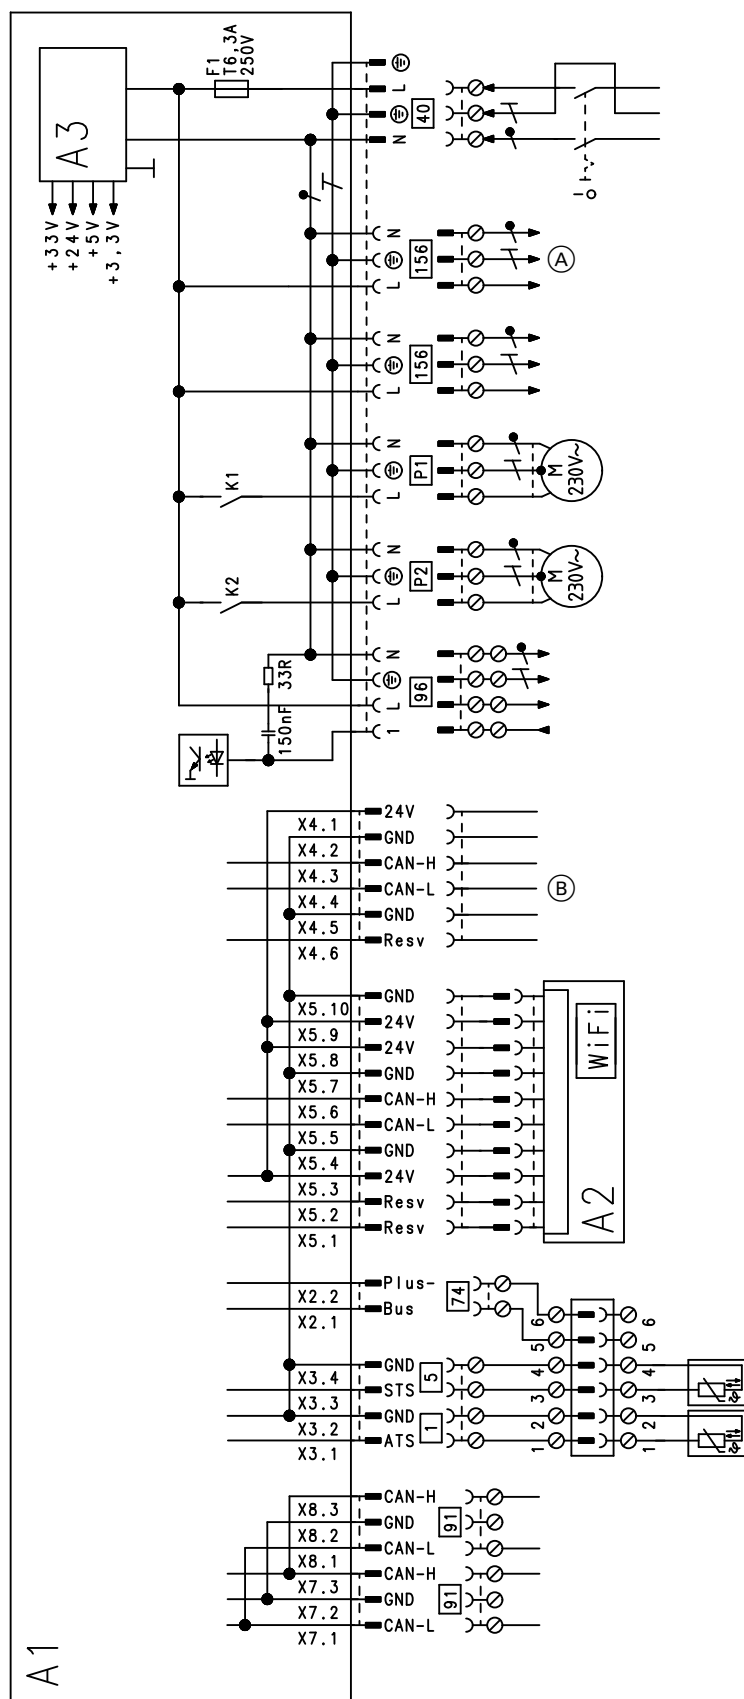 A3
+33V
+24V
+5V
+3,3V
F1
T6,3A
250V
L
40
N
N
156
L
A
N
156
L
K1
N
P1
L
M
230V~
K2
N
P2
L
M
230V~
33R
150nF
N
96
L
1
X4.1
24V
X4.2
GND
X4.3
CAN-H
X4.4
CAN-L
X4.5
GND
X4.6
Resv
B
X5.10
GND
X5.9
24V
X5.8
24V
X5.7
GND
X5.6
CAN-H
X5.5
CAN-L
X5.4
GND
X5.3
24V
X5.2
Resv
X5.1
Resv
WiFi
A2
X2.2
Plus-
X2.1
Bus
74
X3.4
GND
X3.3
STS
5
X3.2
GND
X3.1
ATS
1
6
5
4
3
2
1
6
5
4
3
2
1
X8.3
CAN-H
X8.2
GND
X8.1
CAN-L
91
X7.3
CAN-H
X7.2
GND
X7.1
CAN-L
91
A1